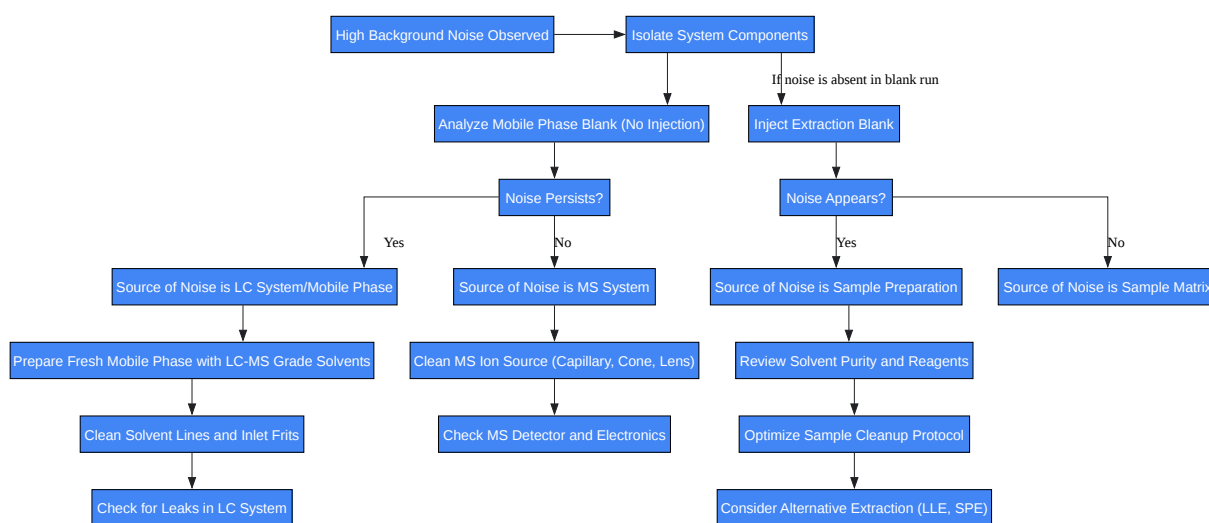 High Background Noise Observed
Isolate System Components
If noise is absent in blank run
Analyze Mobile Phase Blank (No Injection)
Inject Extraction Blank
Noise Persists?
Noise Appears?
Yes
No
Yes
No
Source of Noise is LC System/Mobile Phase
Source of Noise is MS System
Source of Noise is Sample Preparation
Source of Noise is Sample Matrix
Prepare Fresh Mobile Phase with LC-MS Grade Solvents
Clean MS Ion Source (Capillary, Cone, Lens)
Review Solvent Purity and Reagents
Clean Solvent Lines and Inlet Frits
Check MS Detector and Electronics
Optimize Sample Cleanup Protocol
Check for Leaks in LC System
Consider Alternative Extraction (LLE, SPE)